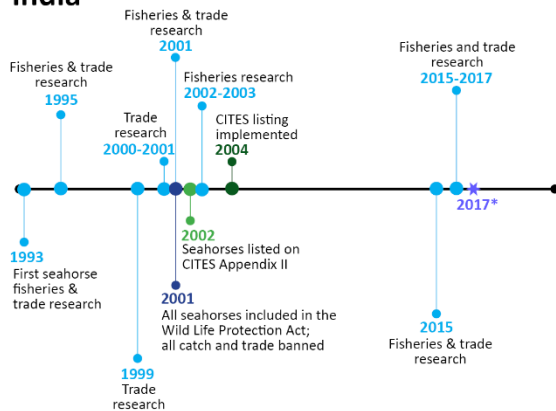 India
Fisheries & trade
research
2001
Fisheries and trade
research
2015-2017
Fisheries & trade
research
1995
Fisheries research
2002-2003
Trade
research
2000-2001
CITES listing
implemented
2004
2017*
2002
Seahorses listed on
CITES Appendix II
1993
First seahorse
fisheries &
trade research
2001
All seahorses included in the
Wild Life Protection Act;
all catch and trade banned
2015
Fisheries & trade
research
1999
Trade
research